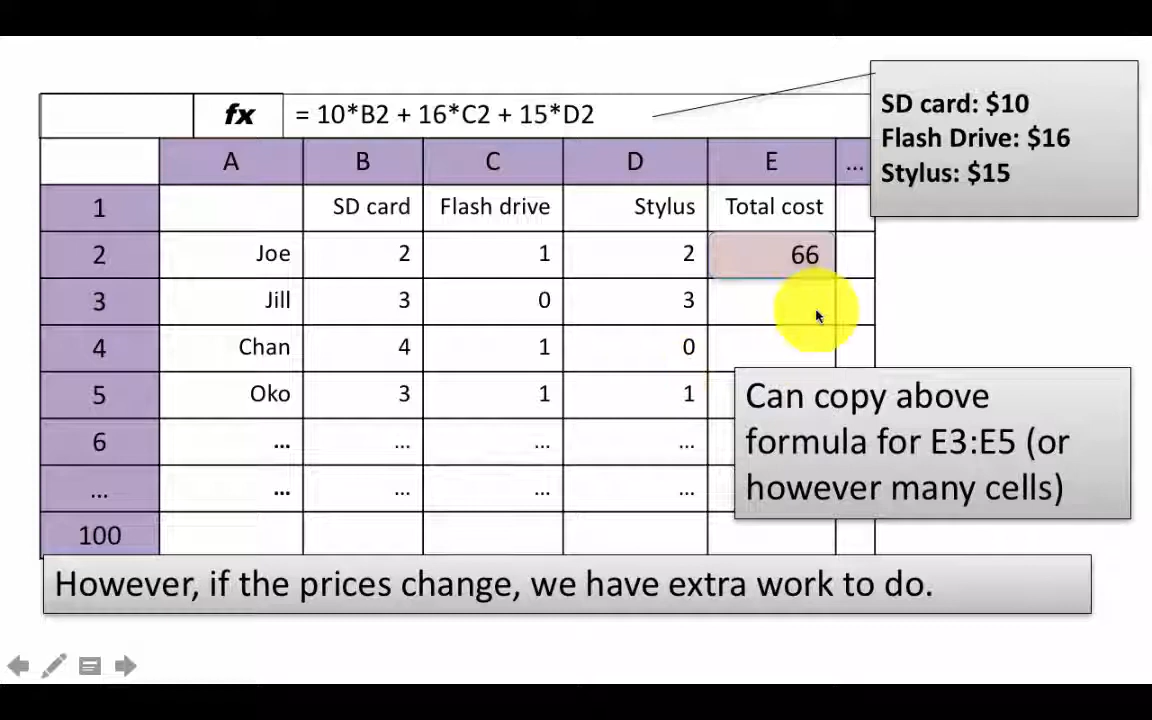 fx = 10*B2 + 16*C2 + 15*D2
SD card: $10
Flash Drive: $16
Stylus: $15
A B C D E ...
1 SD card Flash drive Stylus Total cost
2 Joe 2 1 2 66
3 Jill 3 0 3
4 Chan 4 1 0
5 Oko 3 1 1
6 ... ... ... ...
... ... ... ... ...
100
Can copy above
formula for E3:E5 (or
however many cells)
However, if the prices change, we have extra work to do.